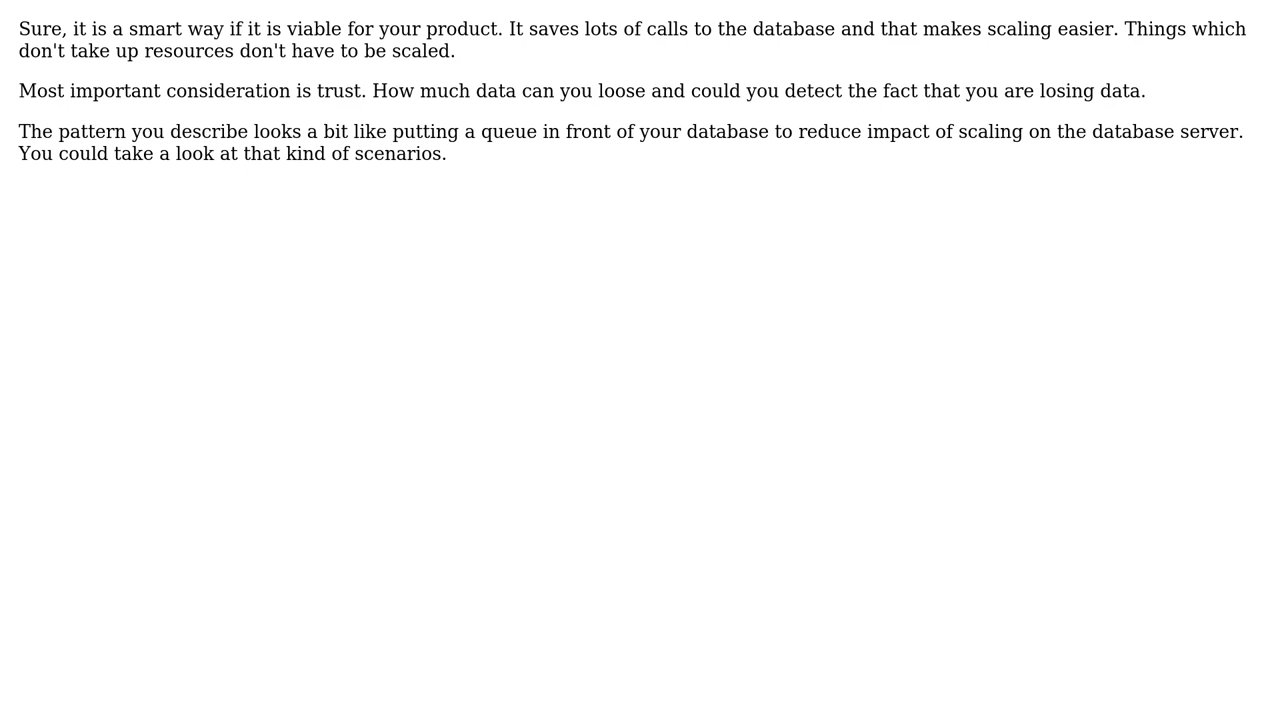 Sure, it is a smart way if it is viable for your product. It saves lots of calls to the database and that makes scaling easier. Things which
don't take up resources don't have to be scaled.
Most important consideration is trust. How much data can you loose and could you detect the fact that you are losing data.
The pattern you describe looks a bit like putting a queue in front of your database to reduce impact of scaling on the database server.
You could take a look at that kind of scenarios.